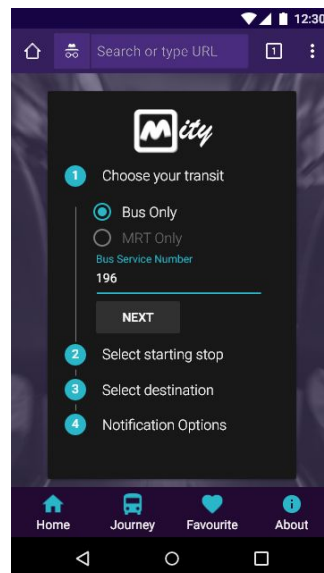 12:30
Search or type URL
1
Mity
1
Choose your transit
Bus Only
MRT Only
Bus Service Number
196
NEXT
2
Select starting stop
3
Select destination
4
Notification Options
Home Journey Favourite About